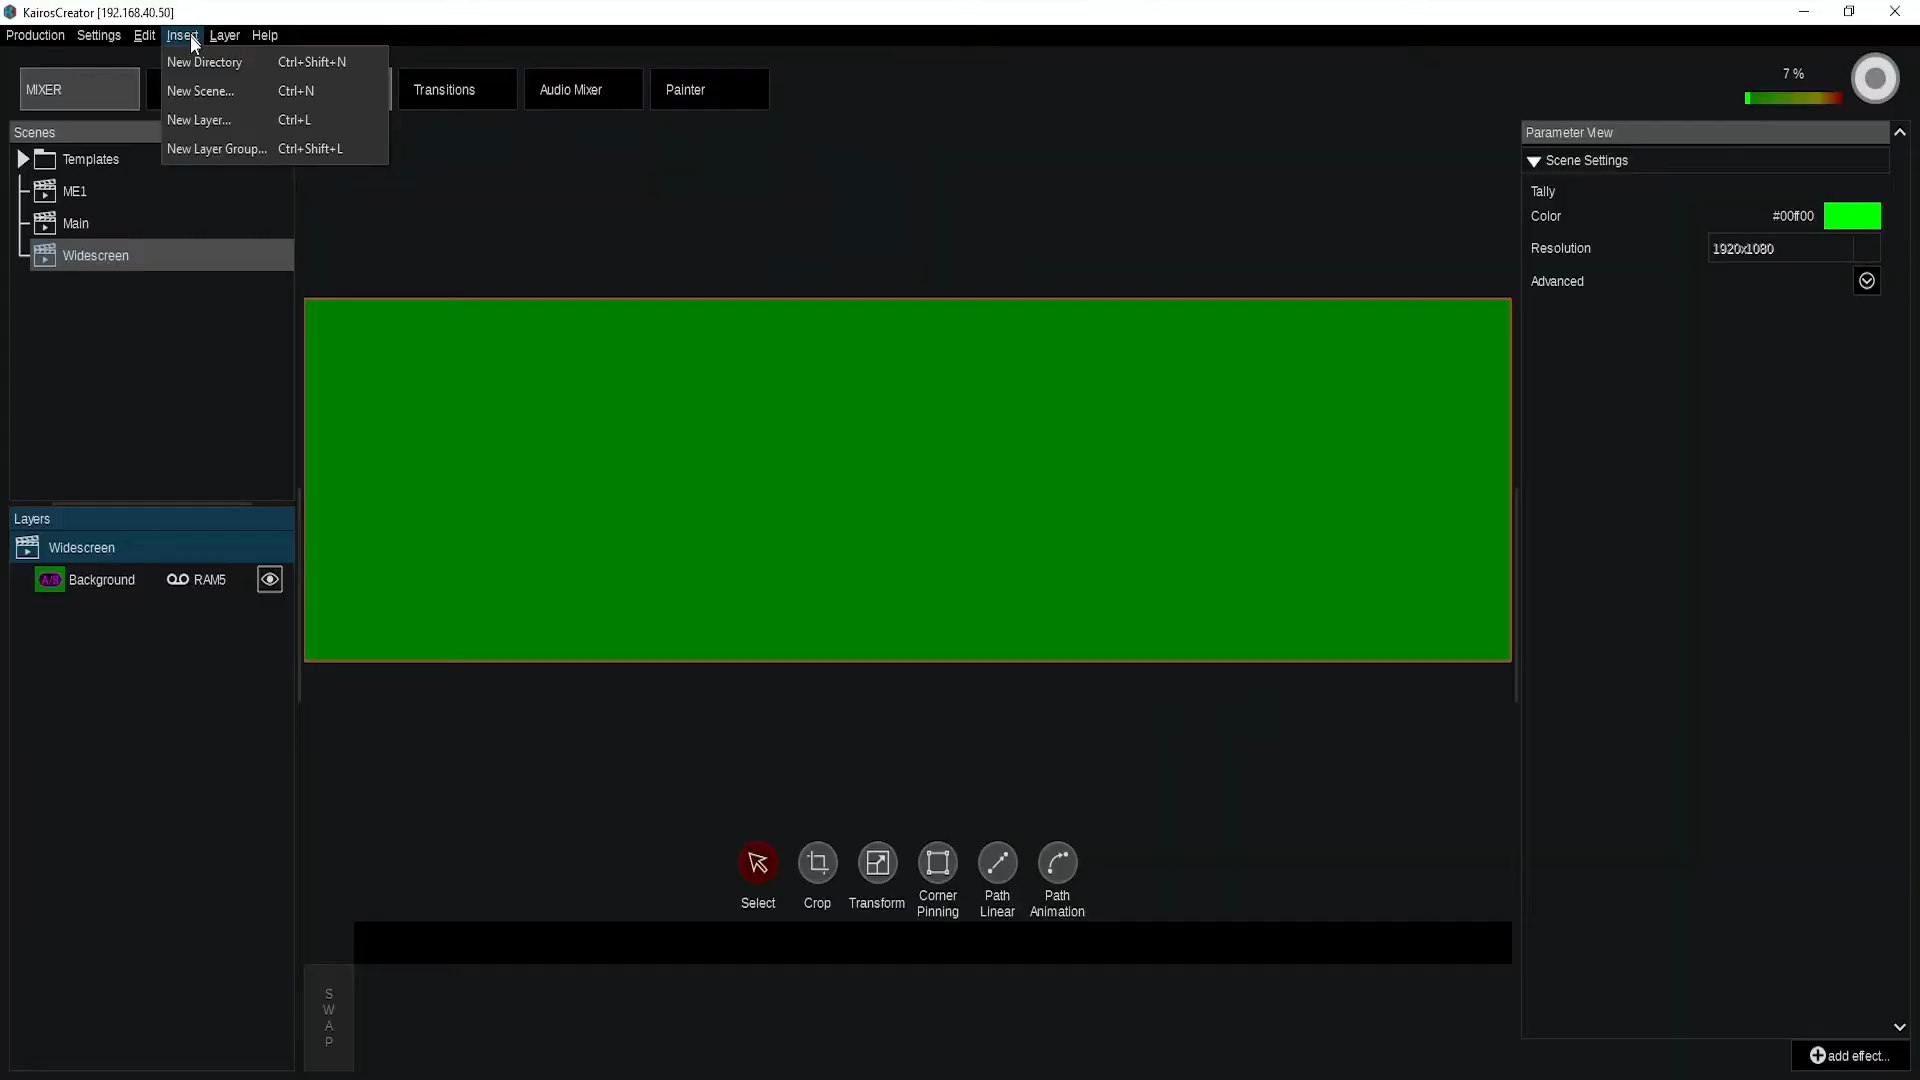 KairosCreator [192.168.40.50]
Production Settings Edit Insert Layer Help
New Directory Ctrl+Shift+N
New Scene... Ctrl+N
New Layer... Ctrl+L
New Layer Group... Ctrl+Shift+L
MIXER
Transitions
Audio Mixer
Painter
7 %
Scenes
Templates
ME1
Main
Widescreen
Layers
Widescreen
A/B Background RAM5
Parameter View
Scene Settings
Tally
Color #00ff00
Resolution 1920x1080
Advanced
Select
Crop
Transform
Corner
Pinning
Path
Linear
Path
Animation
S
W
A
P
add effect...